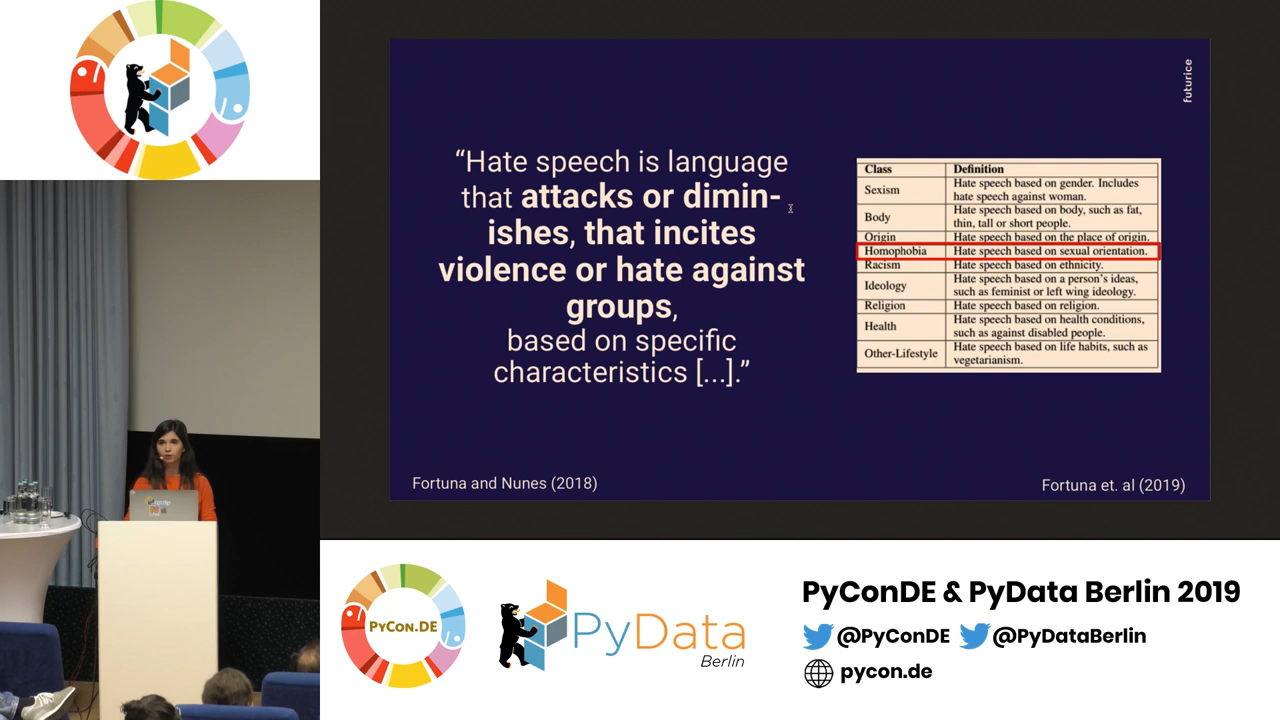 futurice
“Hate speech is language
that attacks or dimin-
ishes, that incites
violence or hate against
groups,
based on specific
characteristics [...].”
Class Definition
Sexism Hate speech based on gender. Includes
hate speech against woman.
Body Hate speech based on body, such as fat,
thin, tall or short people.
Origin Hate speech based on the place of origin.
Homophobia Hate speech based on sexual orientation.
Racism Hate speech based on ethnicity.
Ideology Hate speech based on a person's ideas,
such as feminist or left wing ideology.
Religion Hate speech based on religion.
Health Hate speech based on health conditions,
such as against disabled people.
Other-Lifestyle Hate speech based on life habits, such as
vegetarianism.
Fortuna and Nunes (2018)
Fortuna et. al (2019)
PyCon.DE
PyData
Berlin
PyConDE & PyData Berlin 2019
@PyConDE @PyDataBerlin
pycon.de